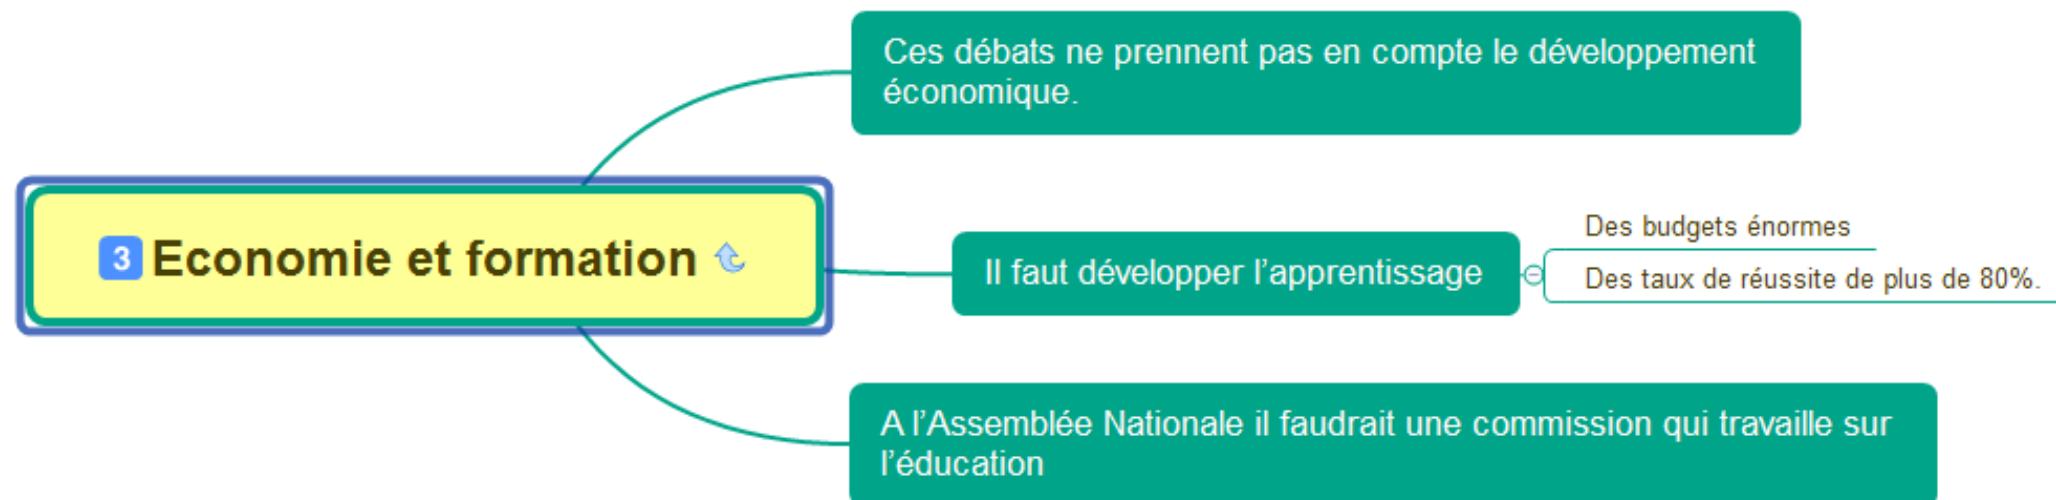 Ces débats ne prennent pas en compte le développement
économique.
3 Economie et formation
Il faut développer l’apprentissage
Des budgets énormes
Des taux de réussite de plus de 80%.
A l’Assemblée Nationale il faudrait une commission qui travaille sur
l’éducation